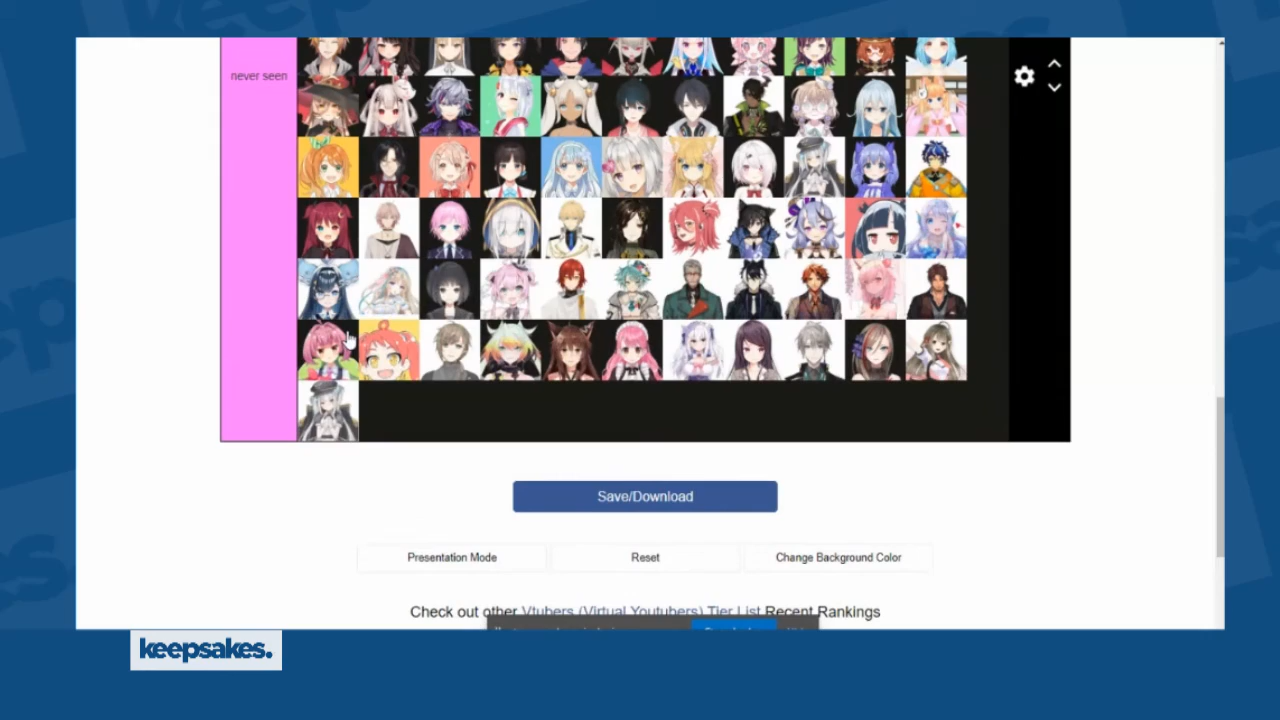 never seen
Save/Download
Presentation Mode
Reset
Change Background Color
Check out other Vtubers (Virtual Youtubers) Tier List Recent Rankings
keepsakes.